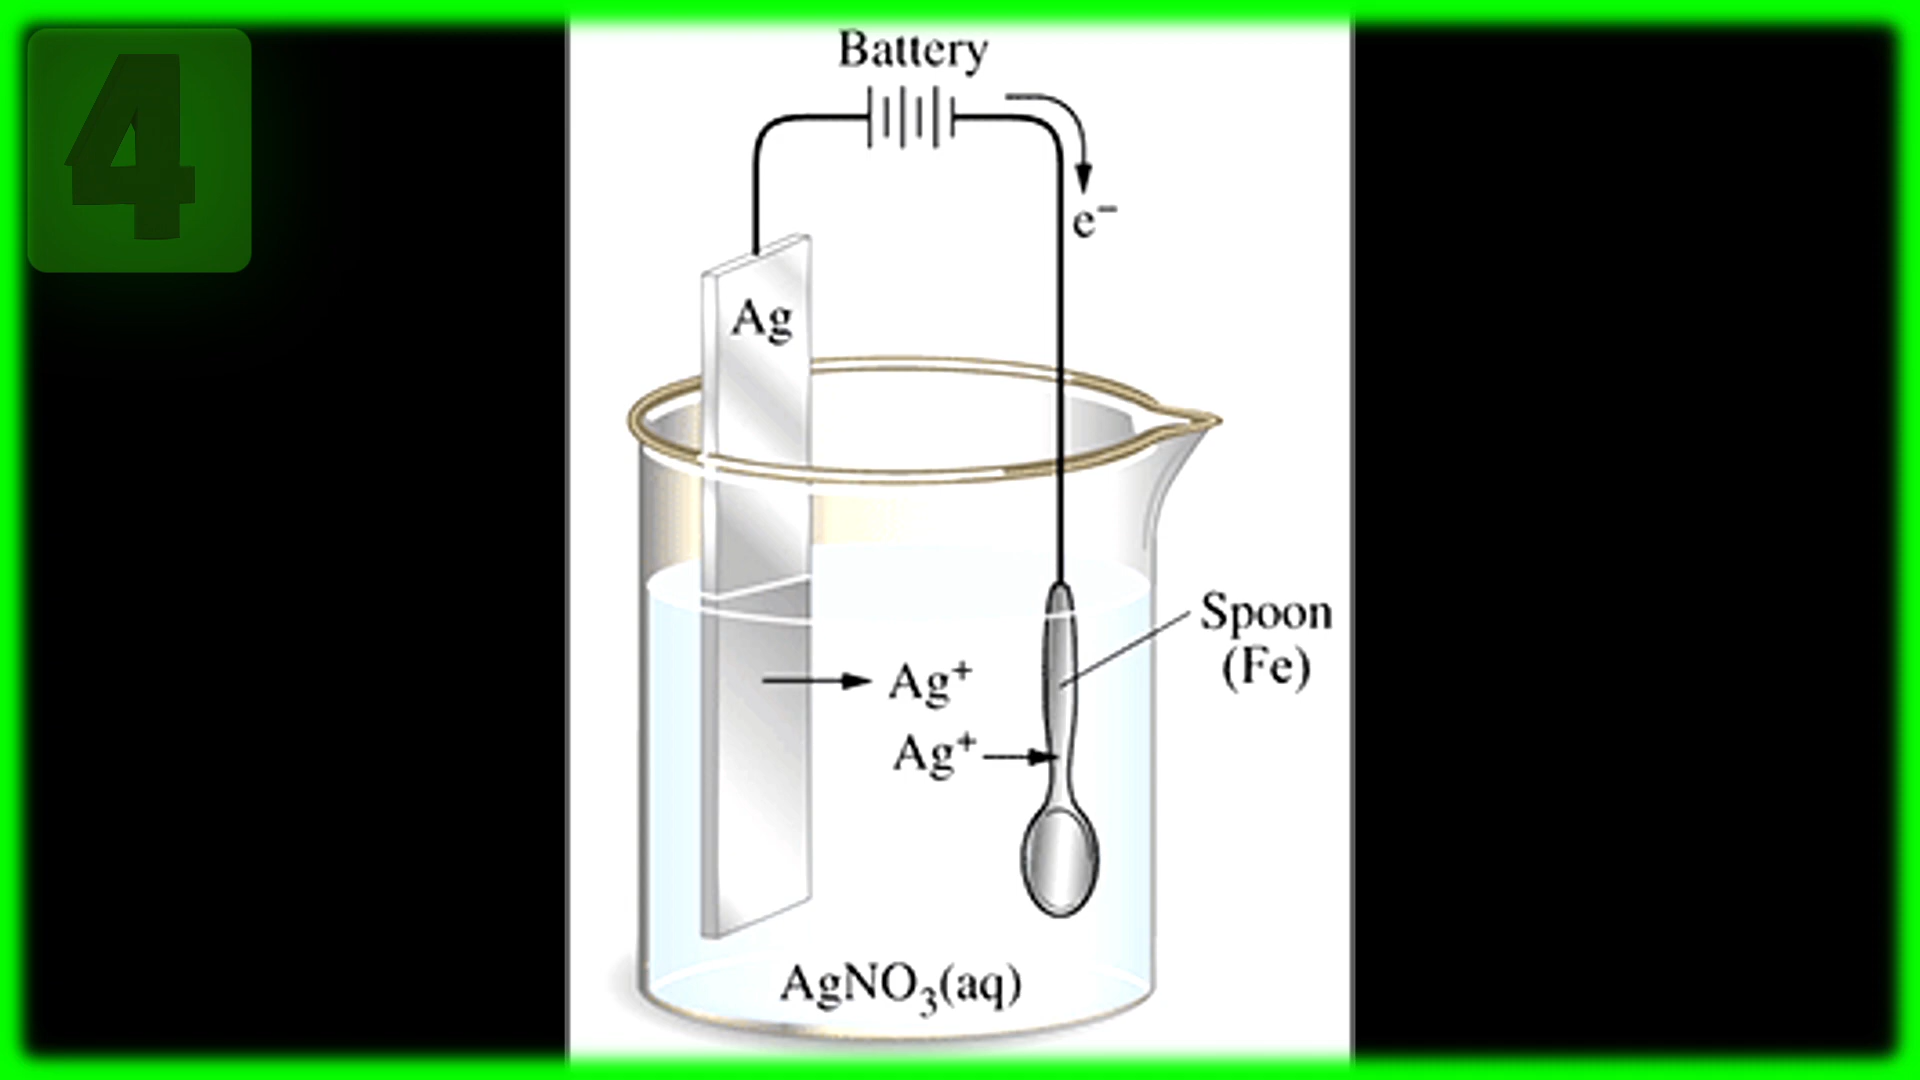 4
Battery
e⁻
Ag
Spoon
(Fe)
Ag⁺
Ag⁺
AgNO₃(aq)